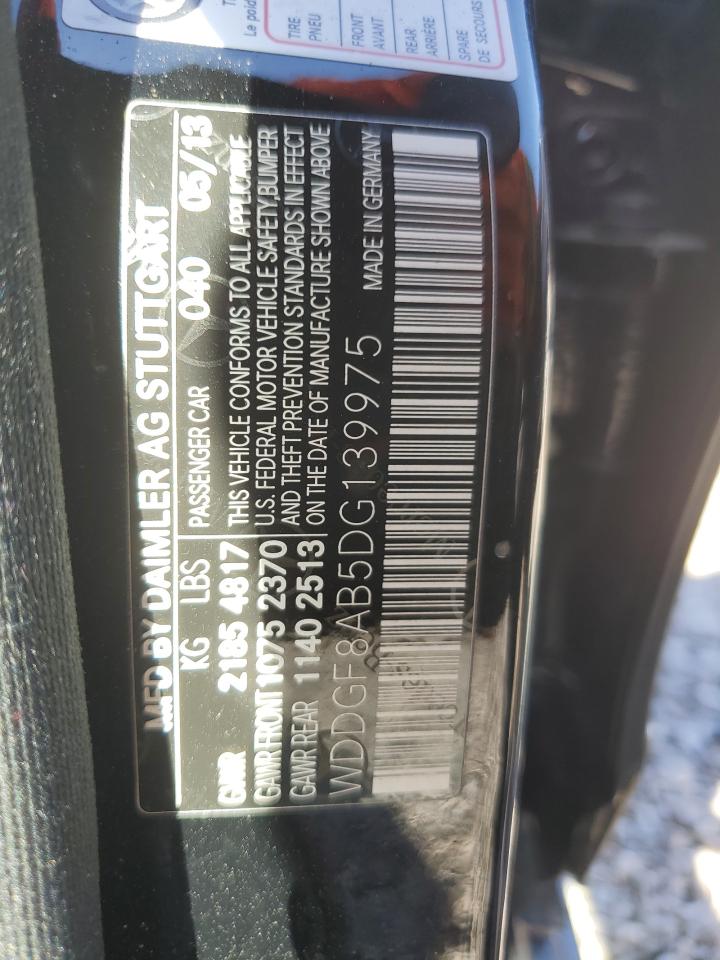 TIRE
PNEU
FRONT
AVANT
REAR
ARRIÈRE
SPARE
DE SECOURS
MFD BY DAIMLER AG STUTTGART
KG LBS PASSENGER CAR 040 05/13
GVWR 2185 4817 THIS VEHICLE CONFORMS TO ALL APPLICABLE
GAWR FRONT 1075 2370 U.S. FEDERAL MOTOR VEHICLE SAFETY,BUMPER
GAWR REAR 1140 2513 AND THEFT PREVENTION STANDARDS IN EFFECT
ON THE DATE OF MANUFACTURE SHOWN ABOVE
WDDGF8AB5DG139975 MADE IN GERMANY